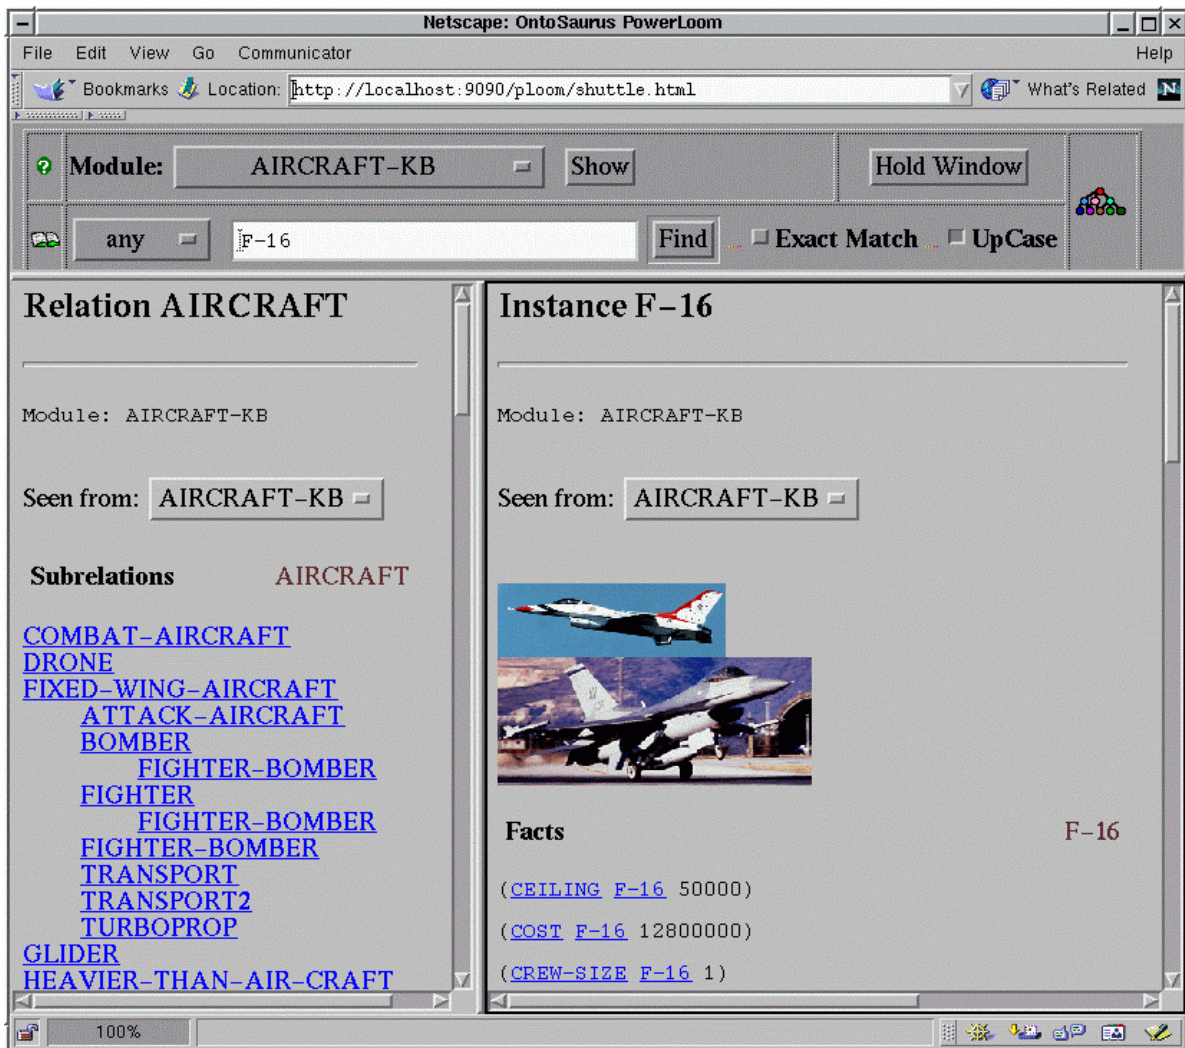 Netscape: OntoSaurus PowerLoom
File Edit View Go Communicator Help
Bookmarks Location: http://localhost:9090/ploom/shuttle.html What's Related N
Module: AIRCRAFT-KB Show Hold Window
any F-16 Find Exact Match UpCase
Relation AIRCRAFT
Module: AIRCRAFT-KB
Seen from: AIRCRAFT-KB
Subrelations AIRCRAFT
COMBAT-AIRCRAFT
DRONE
FIXED-WING-AIRCRAFT
ATTACK-AIRCRAFT
BOMBER
FIGHTER-BOMBER
FIGHTER
FIGHTER-BOMBER
FIGHTER-BOMBER
TRANSPORT
TRANSPORT2
TURBOPROP
GLIDER
HEAVIER-THAN-AIR-CRAFT
Instance F-16
Module: AIRCRAFT-KB
Seen from: AIRCRAFT-KB
Facts F-16
(CEILING F-16 50000)
(COST F-16 12800000)
(CREW-SIZE F-16 1)
100%